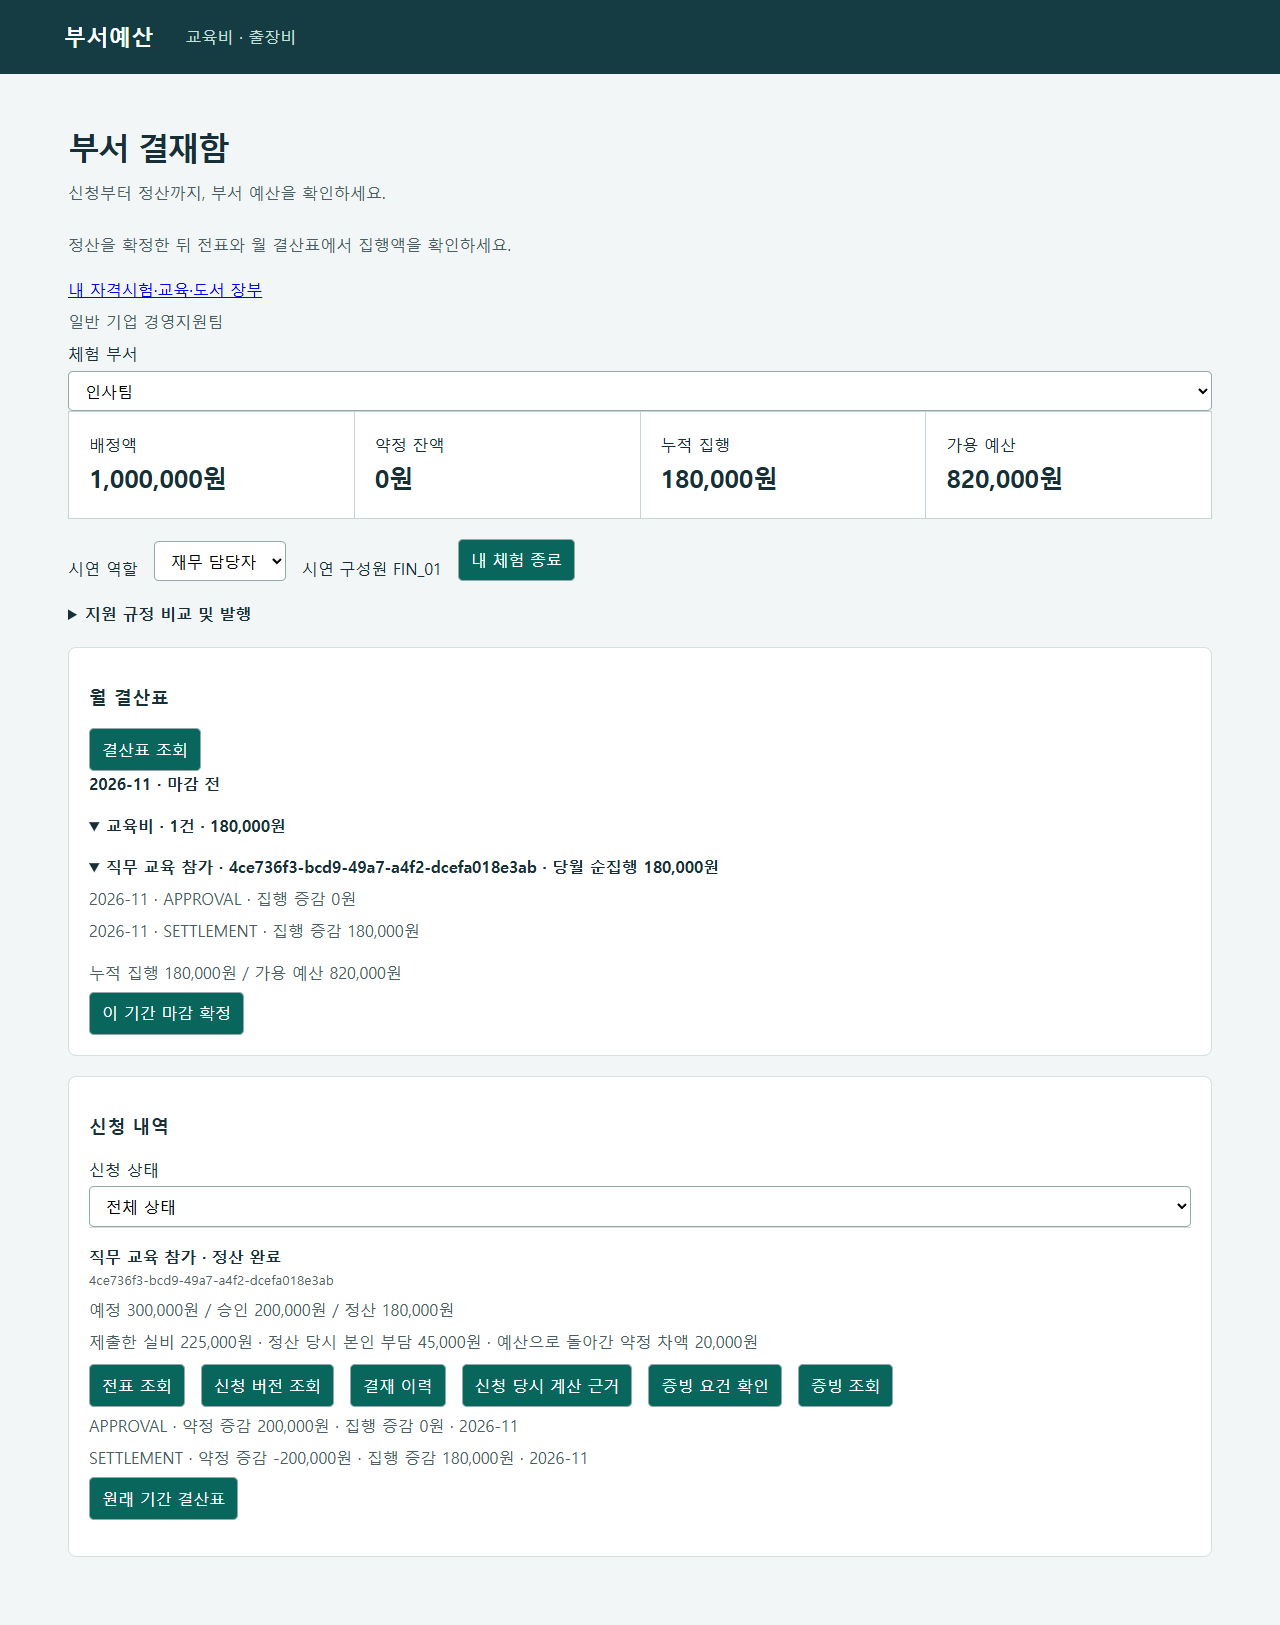 부서예산 교육비 · 출장비
부서 결재함
신청부터 정산까지, 부서 예산을 확인하세요.
정산을 확정한 뒤 전표와 월 결산표에서 집행액을 확인하세요.
내 자격시험·교육·도서 장부
일반 기업 경영지원팀
체험 부서
인사팀
배정액 약정 잔액 누적 집행 가용 예산
1,000,000원 0원 180,000원 820,000원
시연 역할 재무 담당자 시연 구성원 FIN_01 내 체험 종료
▶ 지원 규정 비교 및 발행
월 결산표
결산표 조회
2026-11 · 마감 전
▼ 교육비 · 1건 · 180,000원
▼ 직무 교육 참가 · 4ce736f3-bcd9-49a7-a4f2-dcefa018e3ab · 당월 순집행 180,000원
2026-11 · APPROVAL · 집행 증감 0원
2026-11 · SETTLEMENT · 집행 증감 180,000원
누적 집행 180,000원 / 가용 예산 820,000원
이 기간 마감 확정
신청 내역
신청 상태
전체 상태
직무 교육 참가 · 정산 완료
4ce736f3-bcd9-49a7-a4f2-dcefa018e3ab
예정 300,000원 / 승인 200,000원 / 정산 180,000원
제출한 실비 225,000원 · 정산 당시 본인 부담 45,000원 · 예산으로 돌아간 약정 차액 20,000원
전표 조회 신청 버전 조회 결재 이력 신청 당시 계산 근거 증빙 요건 확인 증빙 조회
APPROVAL · 약정 증감 200,000원 · 집행 증감 0원 · 2026-11
SETTLEMENT · 약정 증감 -200,000원 · 집행 증감 180,000원 · 2026-11
원래 기간 결산표